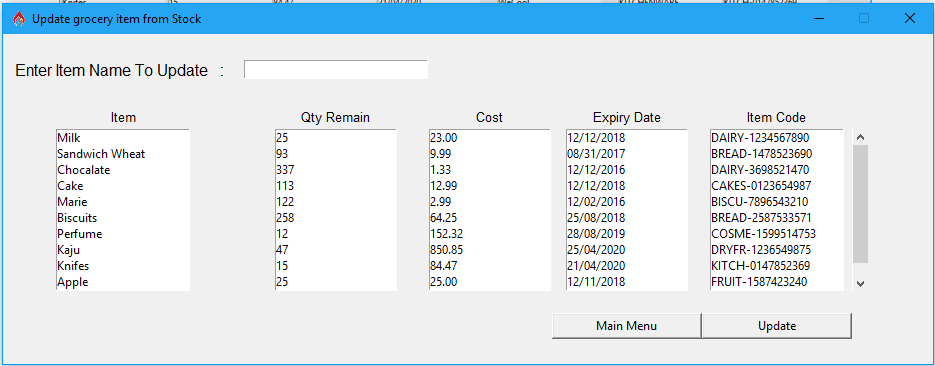 Update grocery item from Stock
Enter Item Name To Update :
Item Qty Remain Cost Expiry Date Item Code
Milk 25 23.00 12/12/2018 DAIRY-1234567890
Sandwich Wheat 93 9.99 08/31/2017 BREAD-1478523690
Chocalate 337 1.33 12/12/2016 DAIRY-3698521470
Cake 113 12.99 12/12/2018 CAKES-0123654987
Marie 122 2.99 12/02/2016 BISCU-7896543210
Biscuits 258 64.25 25/08/2018 BREAD-2587533571
Perfume 12 152.32 28/08/2019 COSME-1599514753
Kaju 47 850.85 25/04/2020 DRYFR-1236549875
Knifes 15 84.47 21/04/2020 KITCH-0147852369
Apple 25 25.00 12/11/2018 FRUIT-1587423240
Main Menu Update